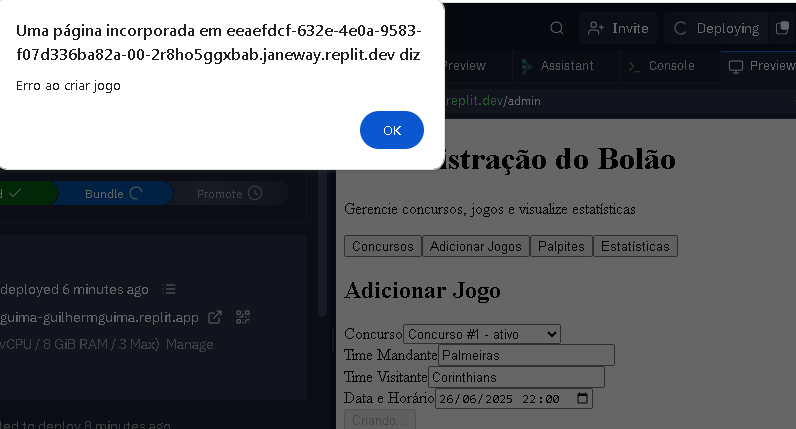 Uma página incorporada em eeaefdcf-632e-4e0a-9583-
f07d336ba82a-00-2r8ho5ggxbab.janeway.replit.dev diz
Erro ao criar jogo
OK
Invite
Deploying
Preview
Assistant
Console
Preview
replit.dev/admin
Bundle
Promote
deployed 6 minutes ago
guima-guilhermguima.replit.app
vCPU / 8 GiB RAM / 3 Max) Manage
to deploy 8 minutes ago
istração do Bolão
Gerencie concursos, jogos e visualize estatísticas
Concursos Adicionar Jogos Palpites Estatísticas
Adicionar Jogo
Concurso Concurso #1 - ativo
Time Mandante Palmeiras
Time Visitante Corinthians
Data e Horário 26/06/2025 22:00
Criando...